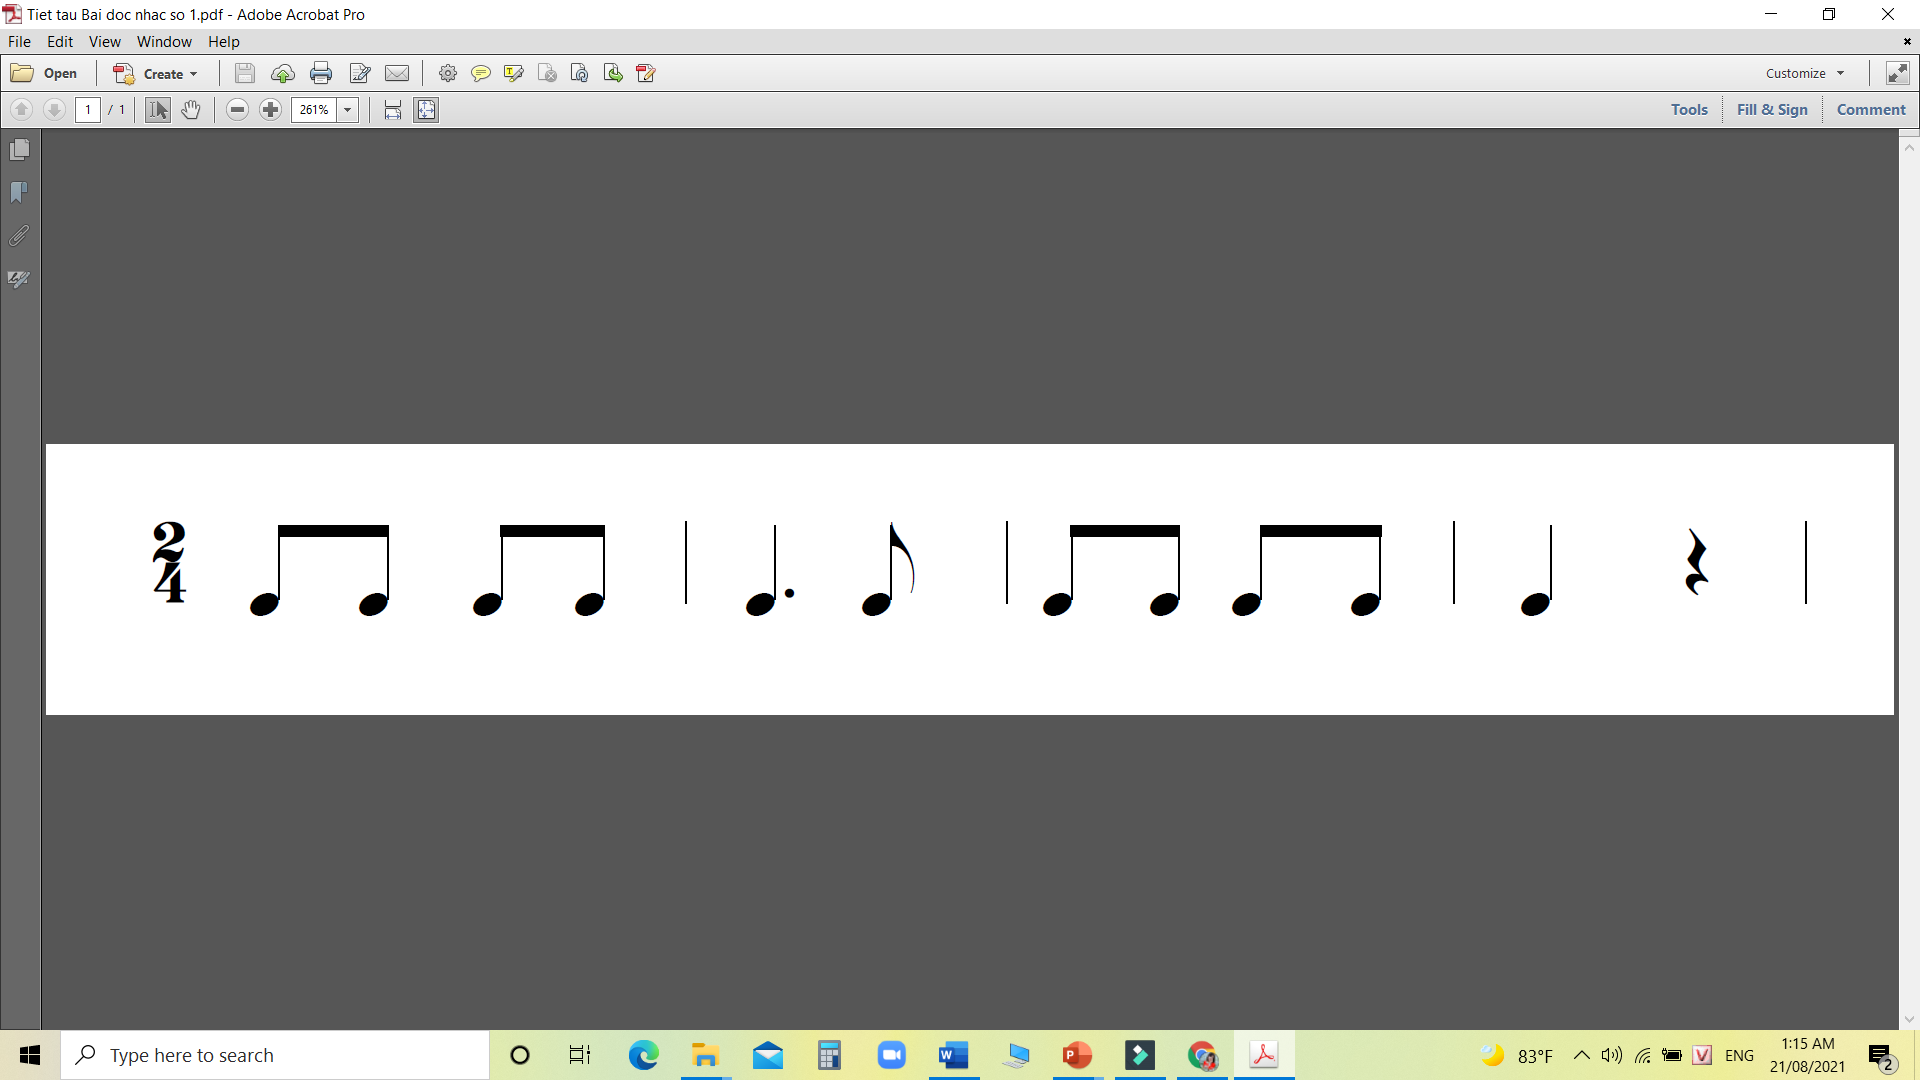 Tiet tau Bai doc nhac so 1.pdf - Adobe Acrobat Pro
File Edit View Window Help
Open Create Customize
1 / 1 261% Tools Fill & Sign Comment
2
4
Type here to search
83°F ENG
1:15 AM
21/08/2021
2